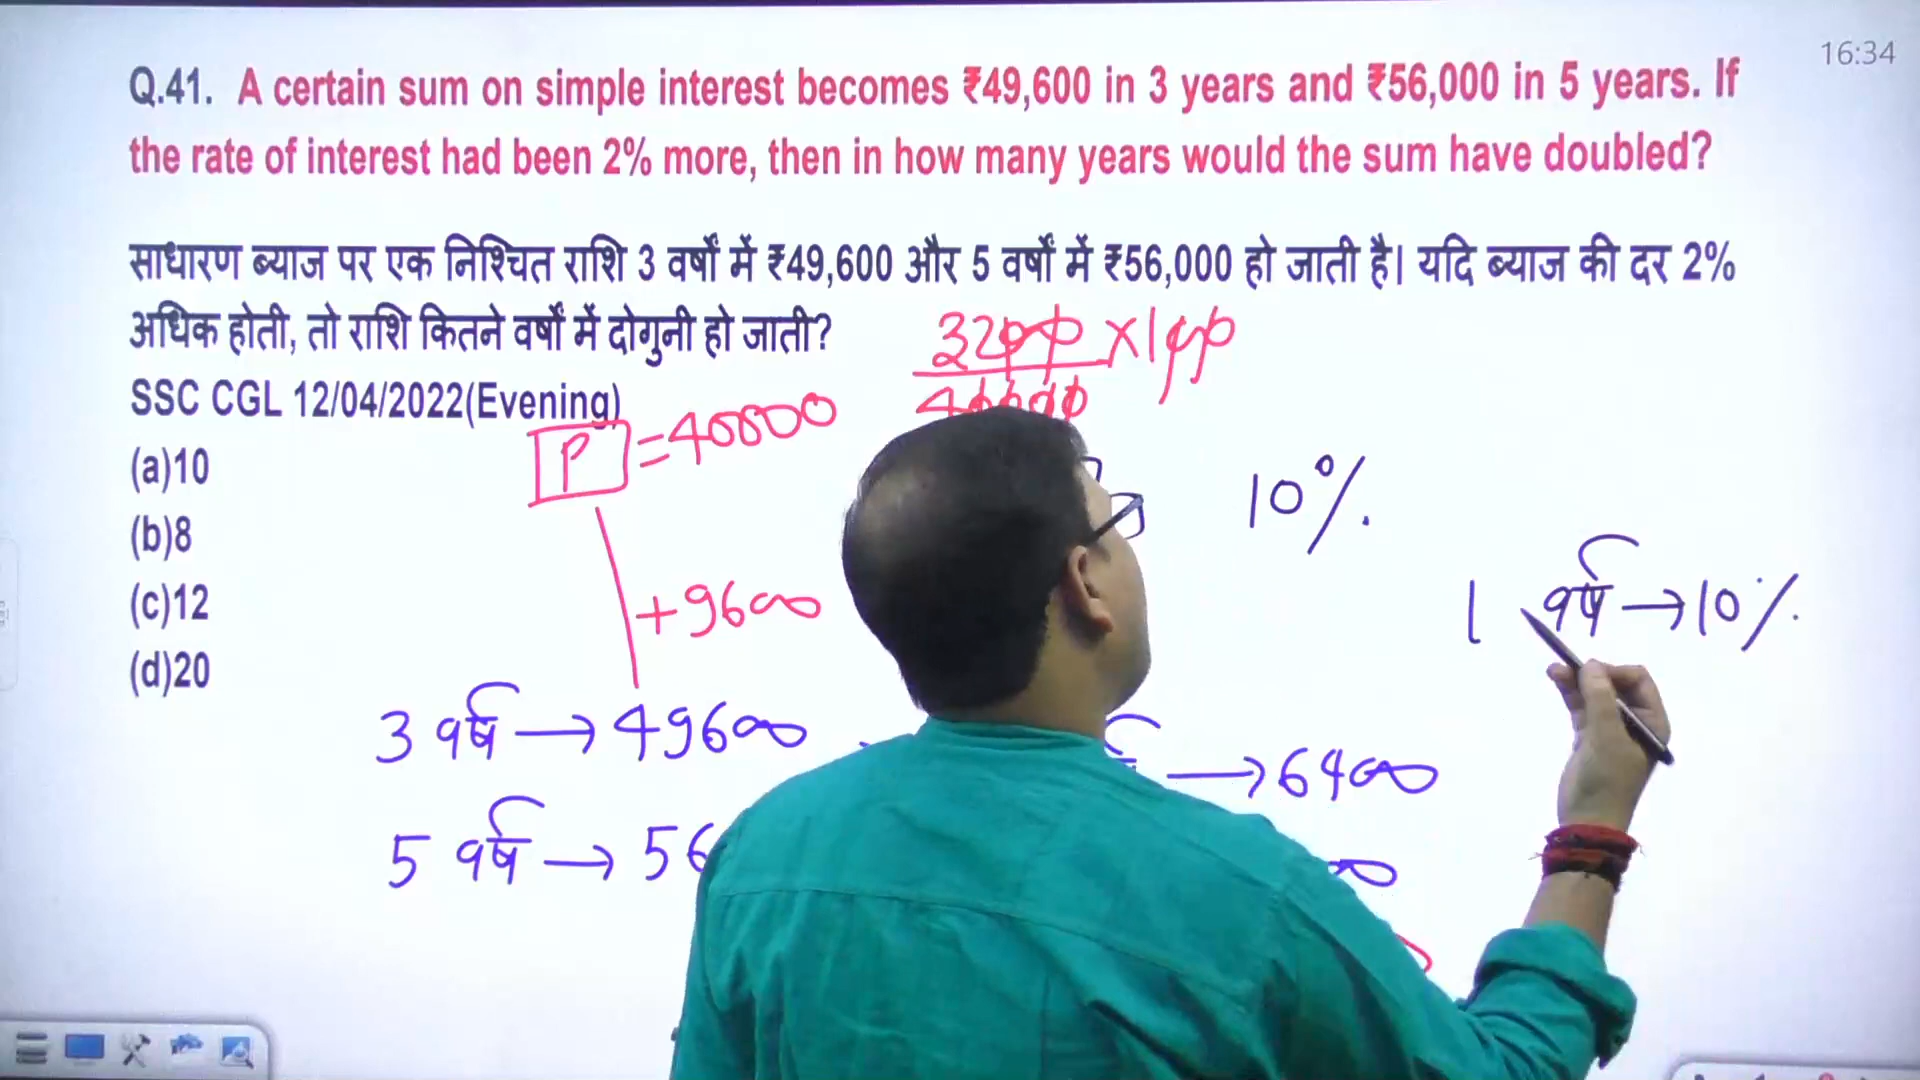 16:34
Q.41. A certain sum on simple interest becomes ₹49,600 in 3 years and ₹56,000 in 5 years. If
the rate of interest had been 2% more, then in how many years would the sum have doubled?
साधारण ब्याज पर एक निश्चित राशि 3 वर्षों में ₹49,600 और 5 वर्षों में ₹56,000 हो जाती है। यदि ब्याज की दर 2%
अधिक होती, तो राशि कितने वर्षों में दोगुनी हो जाती?
3200 ×100
SSC CGL 12/04/2022(Evening)
P = 40000
(a)10
10%
(b)8
(c)12
+9600
1 वर्ष → 10%
(d)20
3 वर्ष → 49600
→ 6400
5 वर्ष → 56